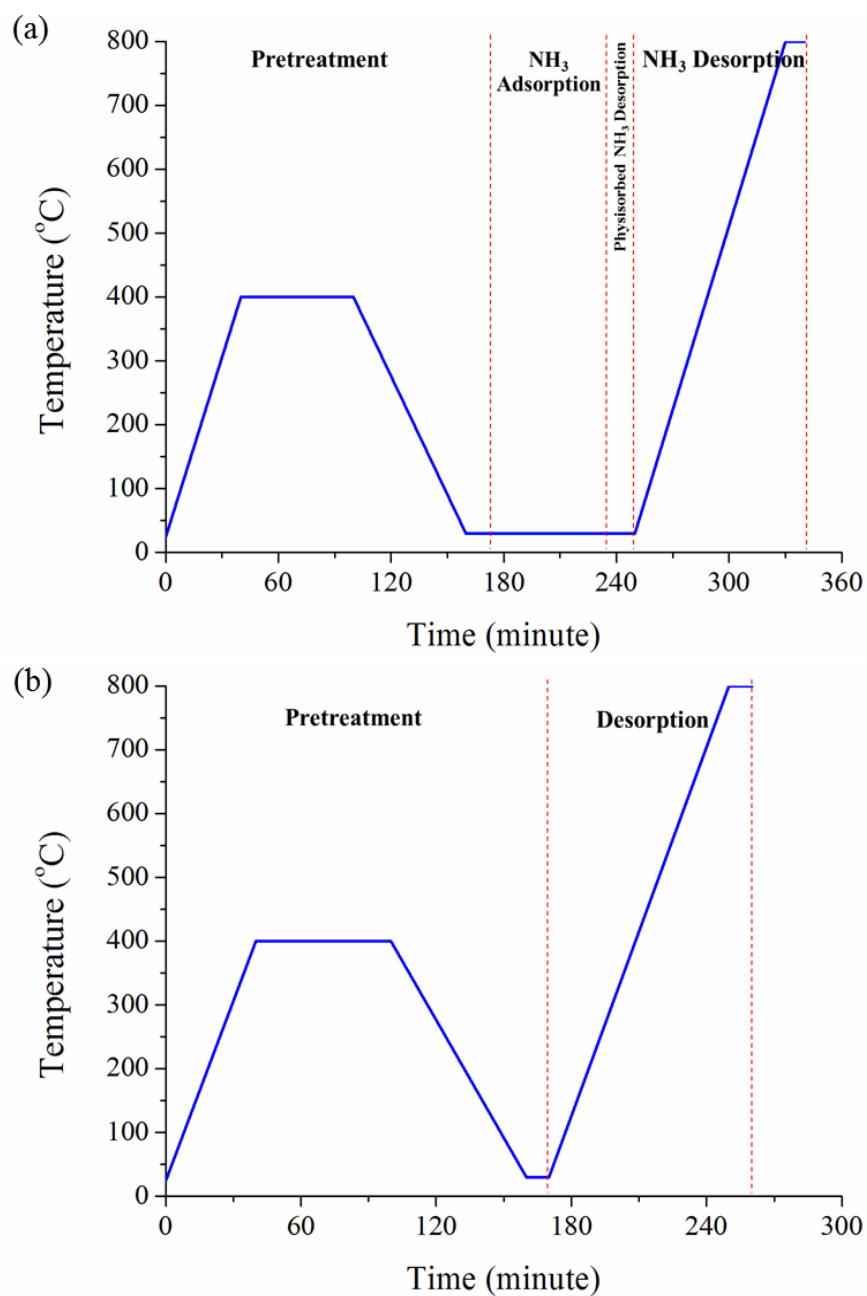 (a)
800
700
600
500
400
300
200
100
0
Temperature (°C)
Pretreatment
NH₃
Adsorption
Physisorbed NH₃ Desorption
NH₃ Desorption
0 60 120 180 240 300 360
Time (minute)
(b)
800
700
600
500
400
300
200
100
0
Temperature (°C)
Pretreatment
Desorption
0 60 120 180 240 300
Time (minute)